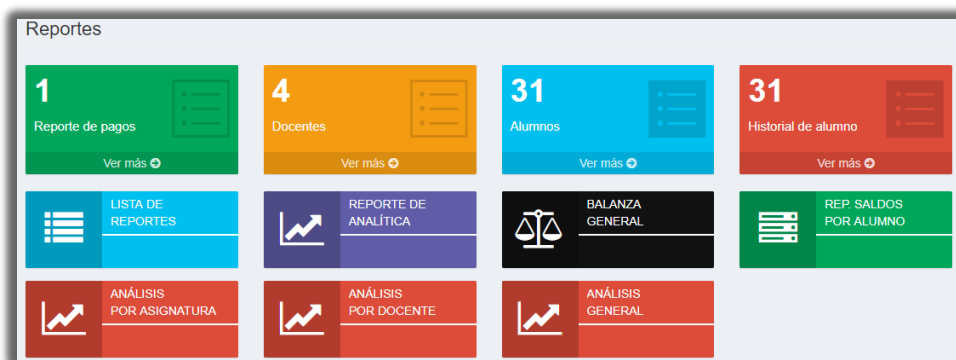 Reportes
1
Reporte de pagos
Ver más
4
Docentes
Ver más
31
Alumnos
Ver más
31
Historial de alumno
Ver más
LISTA DE
REPORTES
REPORTE DE
ANALÍTICA
BALANZA
GENERAL
REP. SALDOS
POR ALUMNO
ANÁLISIS
POR ASIGNATURA
ANÁLISIS
POR DOCENTE
ANÁLISIS
GENERAL